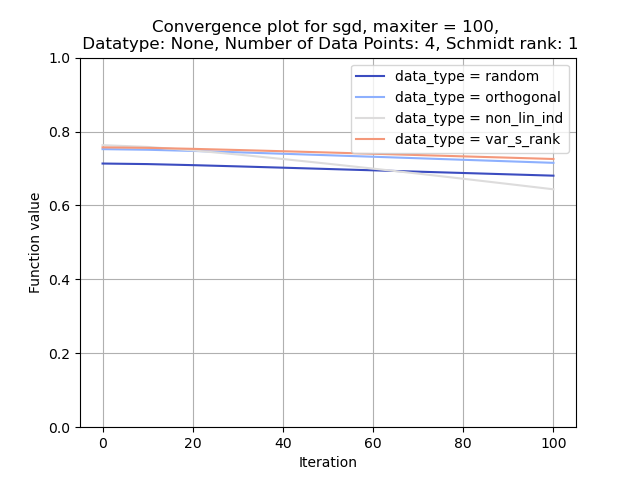 Convergence plot for sgd, maxiter = 100,
Datatype: None, Number of Data Points: 4, Schmidt rank: 1
data_type = random
data_type = orthogonal
data_type = non_lin_ind
data_type = var_s_rank
Function value
1.0
0.8
0.6
0.4
0.2
0.0
0 20 40 60 80 100
Iteration